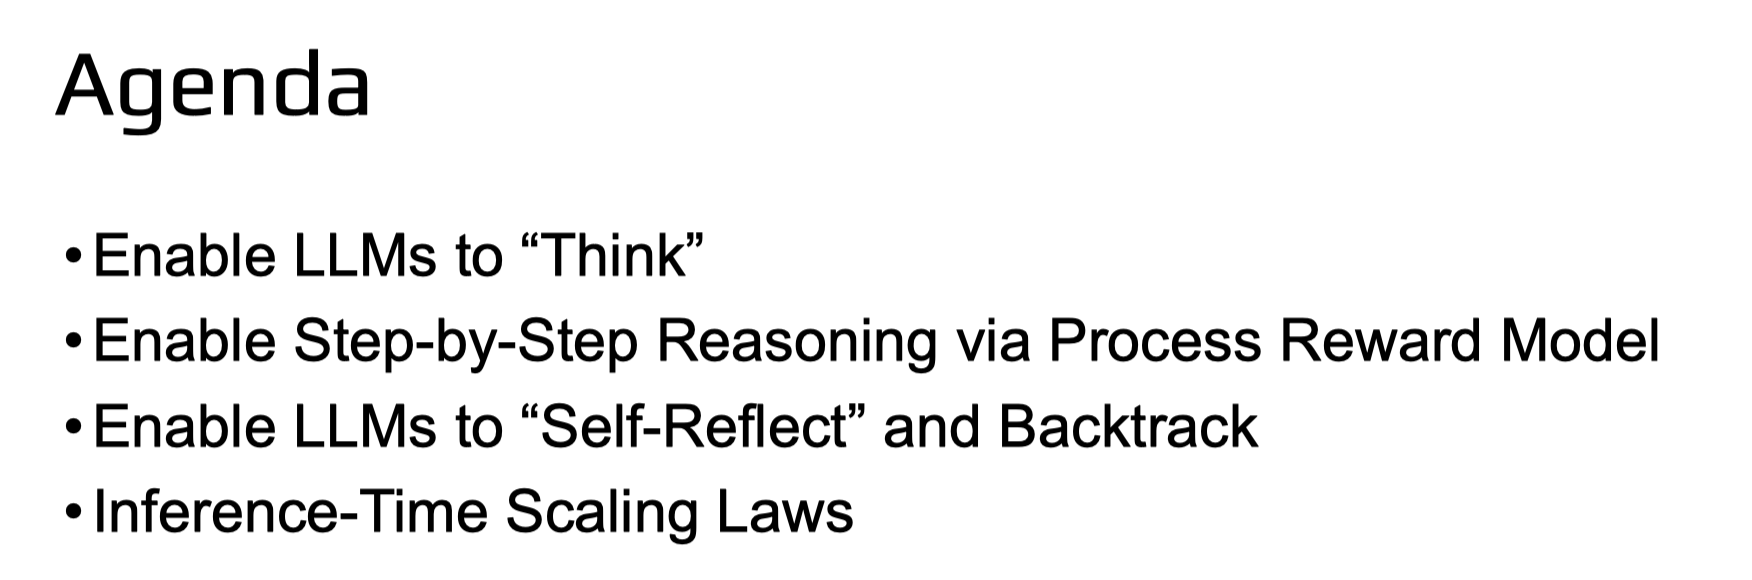 Agenda
• Enable LLMs to “Think”
• Enable Step-by-Step Reasoning via Process Reward Model
• Enable LLMs to “Self-Reflect” and Backtrack
• Inference-Time Scaling Laws